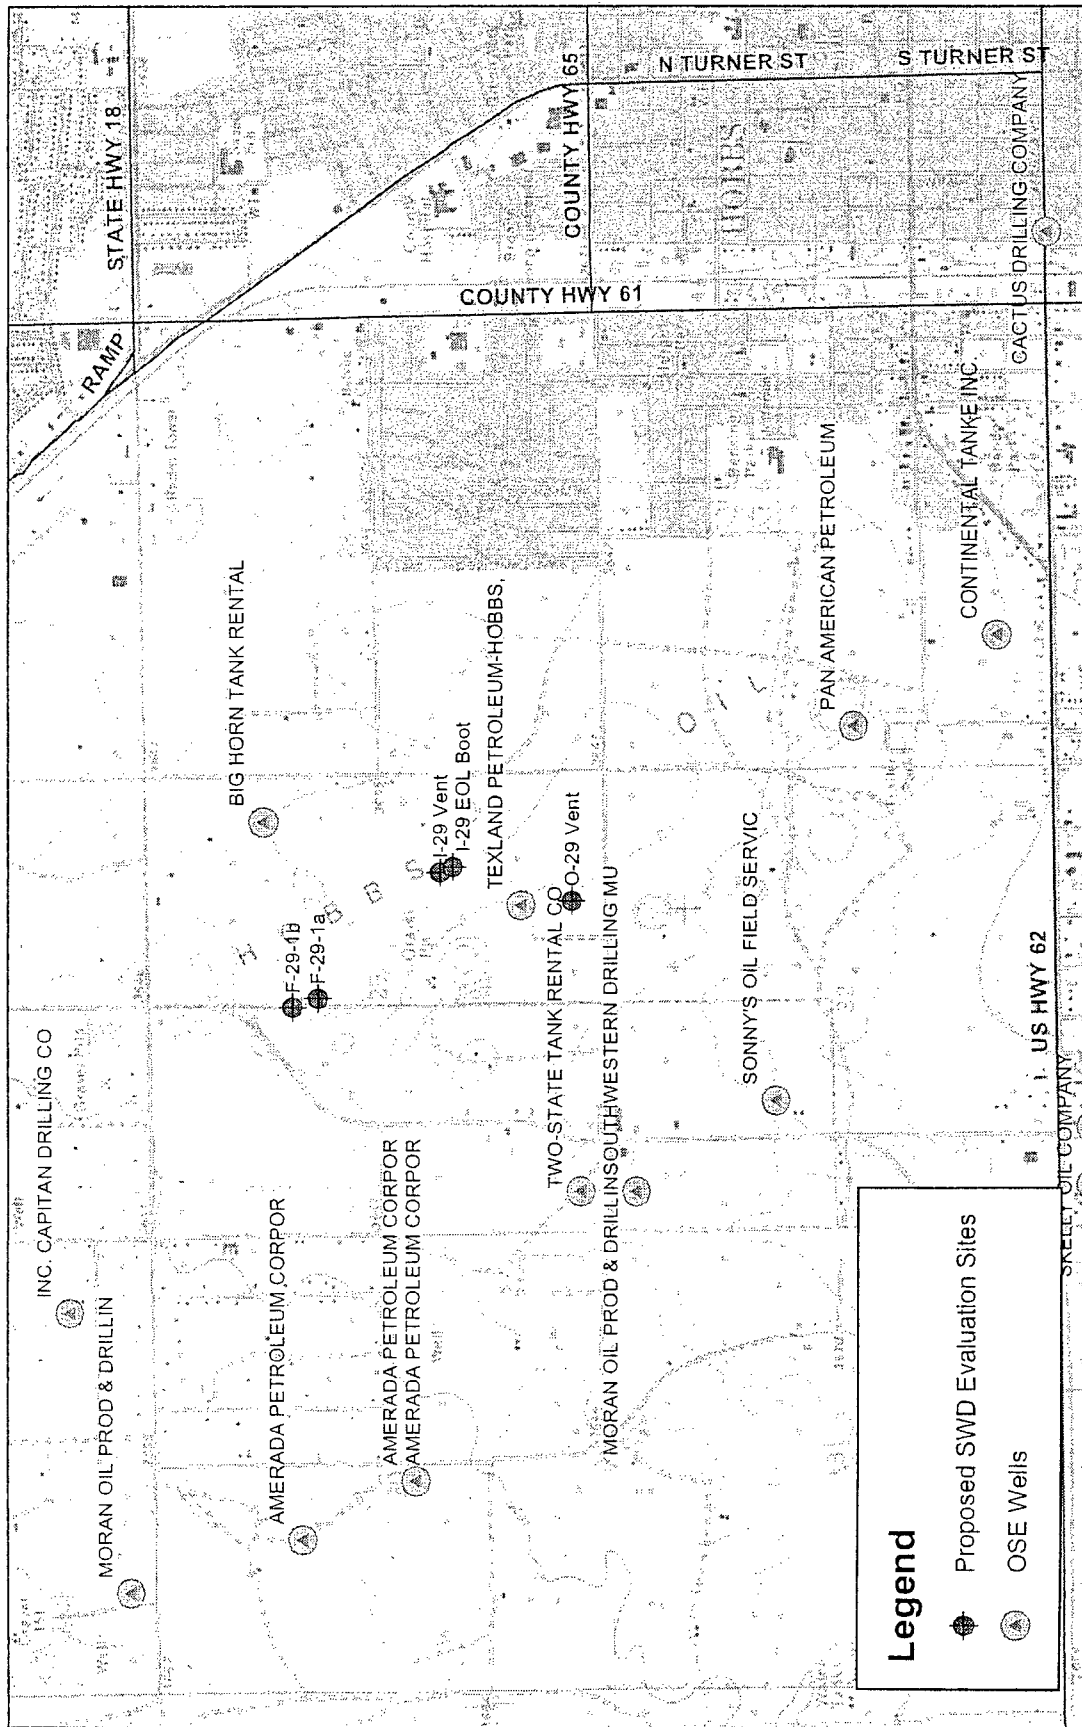 STATE HWY 18
RAMP
COUNTY HWY 65
N TURNER ST
S TURNER ST
COUNTY HWY 61
HOBBS
CACTUS DRILLING COMPANY
CONTINENTAL TANKE INC.
PAN AMERICAN PETROLEUM
BIG HORN TANK RENTAL
I-29 Vent
I-29 EOL Boot
TEXLAND PETROLEUM-HOBBS,
O-29 Vent
F-29-1b
F-29-1a
TWO-STATE TANK RENTAL CO
MORAN OIL PROD & DRILLINSOUTHWESTERN DRILLING MU
SONNY'S OIL FIELD SERVIC
US HWY 62
SKELLY OIL COMPANY
INC. CAPITAN DRILLING CO
MORAN OIL PROD & DRILLIN
AMERADA PETROLEUM CORPOR
AMERADA PETROLEUM CORPOR
AMERADA PETROLEUM CORPOR
Legend
Proposed SWD Evaluation Sites
OSE Wells